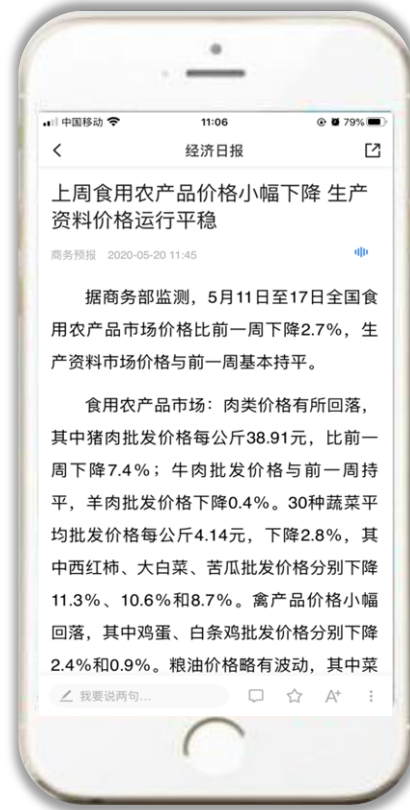 中国移动 11:06 79%
经济日报
上周食用农产品价格小幅下降 生产
资料价格运行平稳
商务预报 2020-05-20 11:45
据商务部监测，5月11日至17日全国食
用农产品市场价格比前一周下降2.7%，生
产资料市场价格与前一周基本持平。
食用农产品市场：肉类价格有所回落，
其中猪肉批发价格每公斤38.91元，比前一
周下降7.4%；牛肉批发价格与前一周持
平，羊肉批发价格下降0.4%。30种蔬菜平
均批发价格每公斤4.14元，下降2.8%，其
中西红柿、大白菜、苦瓜批发价格分别下降
11.3%、10.6%和8.7%。禽产品价格小幅
回落，其中鸡蛋、白条鸡批发价格分别下降
2.4%和0.9%。粮油价格略有波动，其中菜
我要说两句... A+